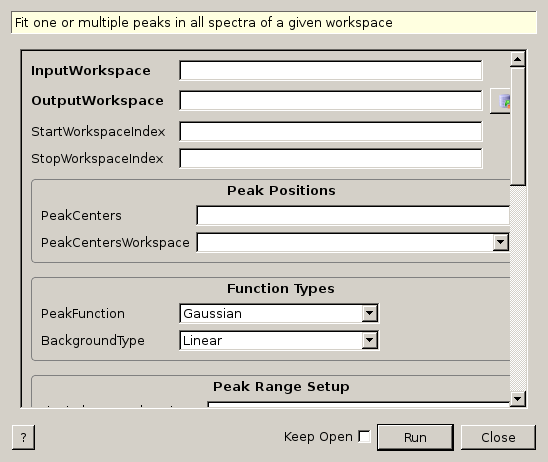 Fit one or multiple peaks in all spectra of a given workspace
InputWorkspace
OutputWorkspace
StartWorkspaceIndex
StopWorkspaceIndex
Peak Positions
PeakCenters
PeakCentersWorkspace
Function Types
PeakFunction Gaussian
BackgroundType Linear
Peak Range Setup
? Keep Open Run Close